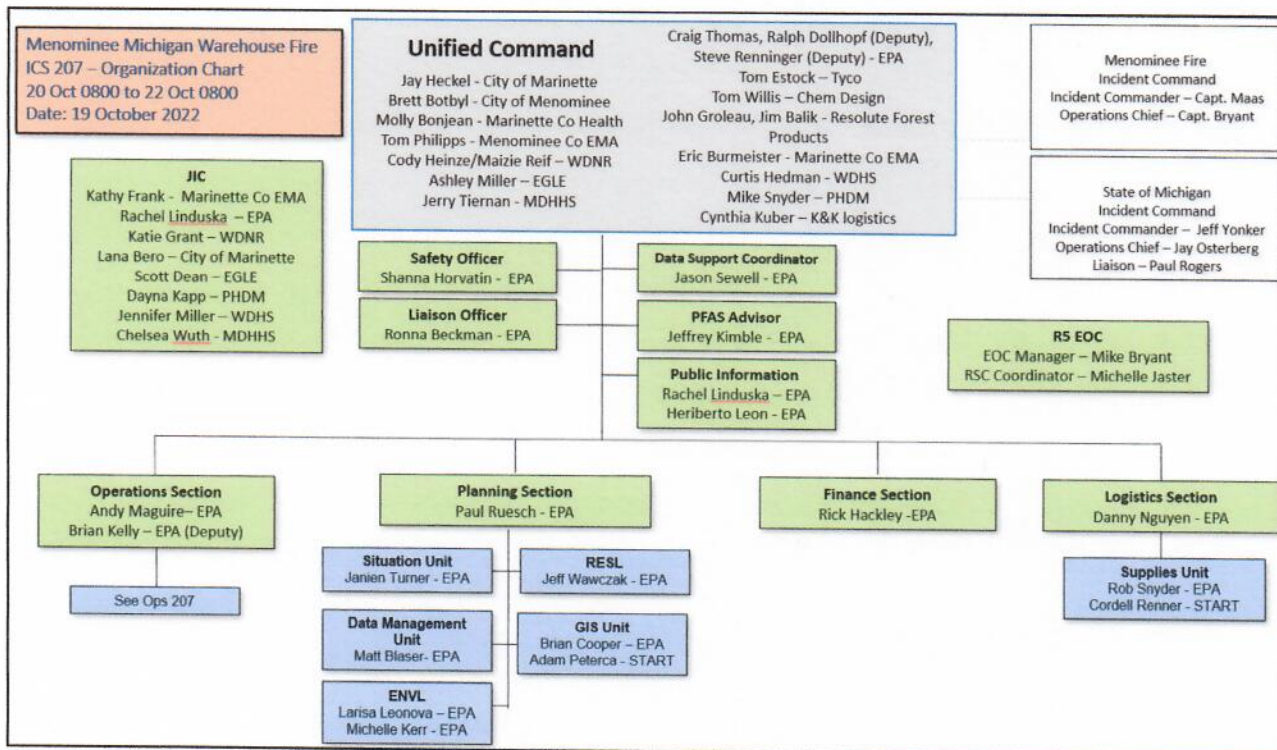 Menominee Michigan Warehouse Fire
ICS 207 – Organization Chart
20 Oct 0800 to 22 Oct 0800
Date: 19 October 2022
Unified Command
Jay Heckel - City of Marinette
Brett Botbyl - City of Menominee
Molly Bonjean - Marinette Co Health
Tom Philipps - Menominee Co EMA
Cody Heinze/Maizie Reif – WDNR
Ashley Miller – EGLE
Jerry Tiernan - MDHHS
Craig Thomas, Ralph Dollhopf (Deputy),
Steve Renninger (Deputy) - EPA
Tom Estock – Tyco
Tom Willis – Chem Design
John Groleau, Jim Balik - Resolute Forest
Products
Eric Burmeister - Marinette Co EMA
Curtis Hedman - WDHS
Mike Snyder – PHDM
Cynthia Kuber – K&K logistics
Menominee Fire
Incident Command
Incident Commander – Capt. Maas
Operations Chief – Capt. Bryant
State of Michigan
Incident Command
Incident Commander – Jeff Yonker
Operations Chief – Jay Osterberg
Liaison – Paul Rogers
JIC
Kathy Frank - Marinette Co EMA
Rachel Linduska – EPA
Katie Grant – WDNR
Lana Bero – City of Marinette
Scott Dean – EGLE
Dayna Kapp – PHDM
Jennifer Miller – WDHS
Chelsea Wuth - MDHHS
Safety Officer
Shanna Horvatin - EPA
Data Support Coordinator
Jason Sewell - EPA
Liaison Officer
Ronna Beckman - EPA
PFAS Advisor
Jeffrey Kimble - EPA
Public Information
Rachel Linduska – EPA
Heriberto Leon - EPA
R5 EOC
EOC Manager – Mike Bryant
RSC Coordinator – Michelle Jaster
Operations Section
Andy Maguire– EPA
Brian Kelly – EPA (Deputy)
See Ops 207
Planning Section
Paul Ruesch - EPA
Situation Unit
Janien Turner - EPA
RESL
Jeff Wawczak - EPA
Data Management
Unit
Matt Blaser- EPA
GIS Unit
Brian Cooper – EPA
Adam Peterca - START
ENVL
Larisa Leonova – EPA
Michelle Kerr - EPA
Finance Section
Rick Hackley -EPA
Logistics Section
Danny Nguyen - EPA
Supplies Unit
Rob Snyder - EPA
Cordell Renner - START